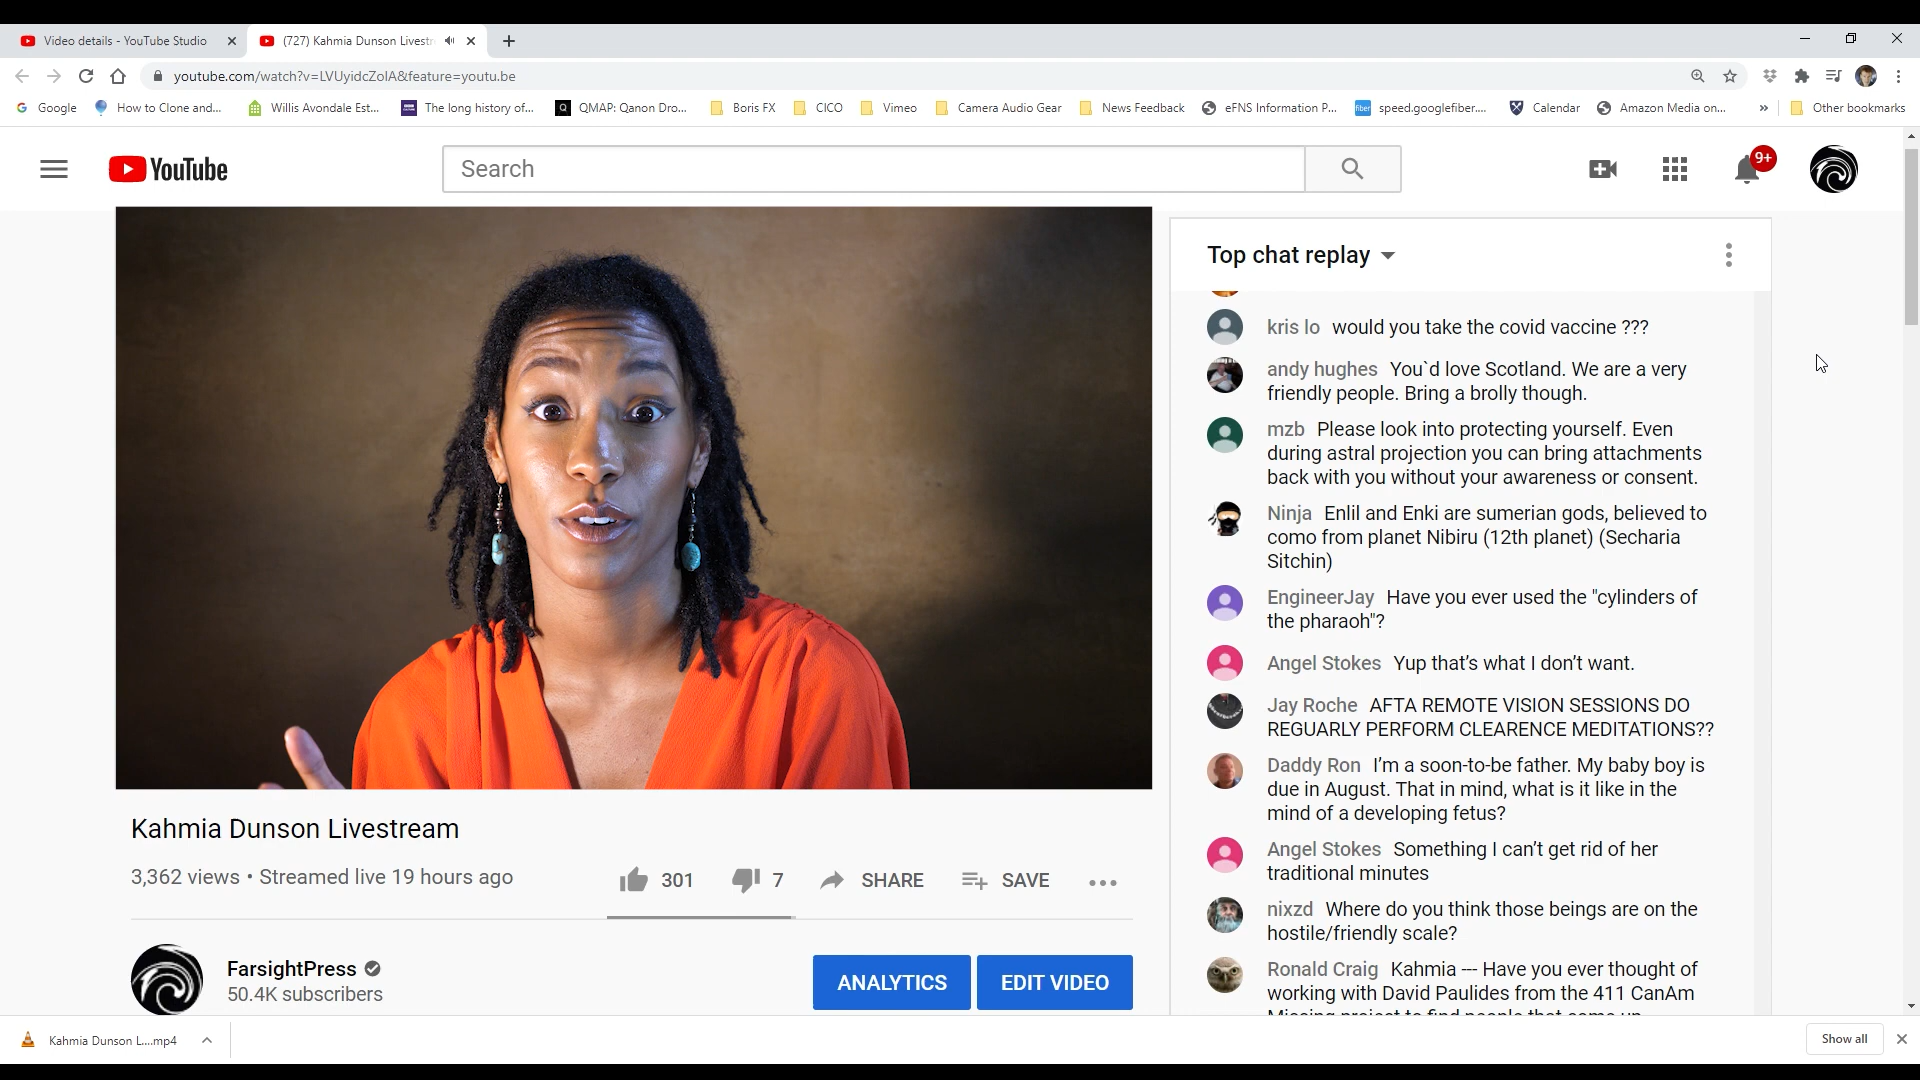 Video details - YouTube Studio
(727) Kahmia Dunson Livestr
youtube.com/watch?v=LVUyidcZolA&feature=youtu.be
Google How to Clone and... Willis Avondale Est... The long history of... QMAP: Qanon Dro... Boris FX CICO Vimeo Camera Audio Gear News Feedback eFNS Information P... speed.googlefiber.... Calendar Amazon Media on... » Other bookmarks
YouTube
Search
9+
Kahmia Dunson Livestream
3,362 views • Streamed live 19 hours ago
301 7 SHARE SAVE
FarsightPress
50.4K subscribers
ANALYTICS EDIT VIDEO
Top chat replay
kris lo would you take the covid vaccine ???
andy hughes You`d love Scotland. We are a very
friendly people. Bring a brolly though.
mzb Please look into protecting yourself. Even
during astral projection you can bring attachments
back with you without your awareness or consent.
Ninja Enlil and Enki are sumerian gods, believed to
como from planet Nibiru (12th planet) (Secharia
Sitchin)
EngineerJay Have you ever used the "cylinders of
the pharaoh"?
Angel Stokes Yup that's what I don't want.
Jay Roche AFTA REMOTE VISION SESSIONS DO
REGUARLY PERFORM CLEARENCE MEDITATIONS??
Daddy Ron I'm a soon-to-be father. My baby boy is
due in August. That in mind, what is it like in the
mind of a developing fetus?
Angel Stokes Something I can't get rid of her
traditional minutes
nixzd Where do you think those beings are on the
hostile/friendly scale?
Ronald Craig Kahmia --- Have you ever thought of
working with David Paulides from the 411 CanAm
Kahmia Dunson L....mp4
Show all